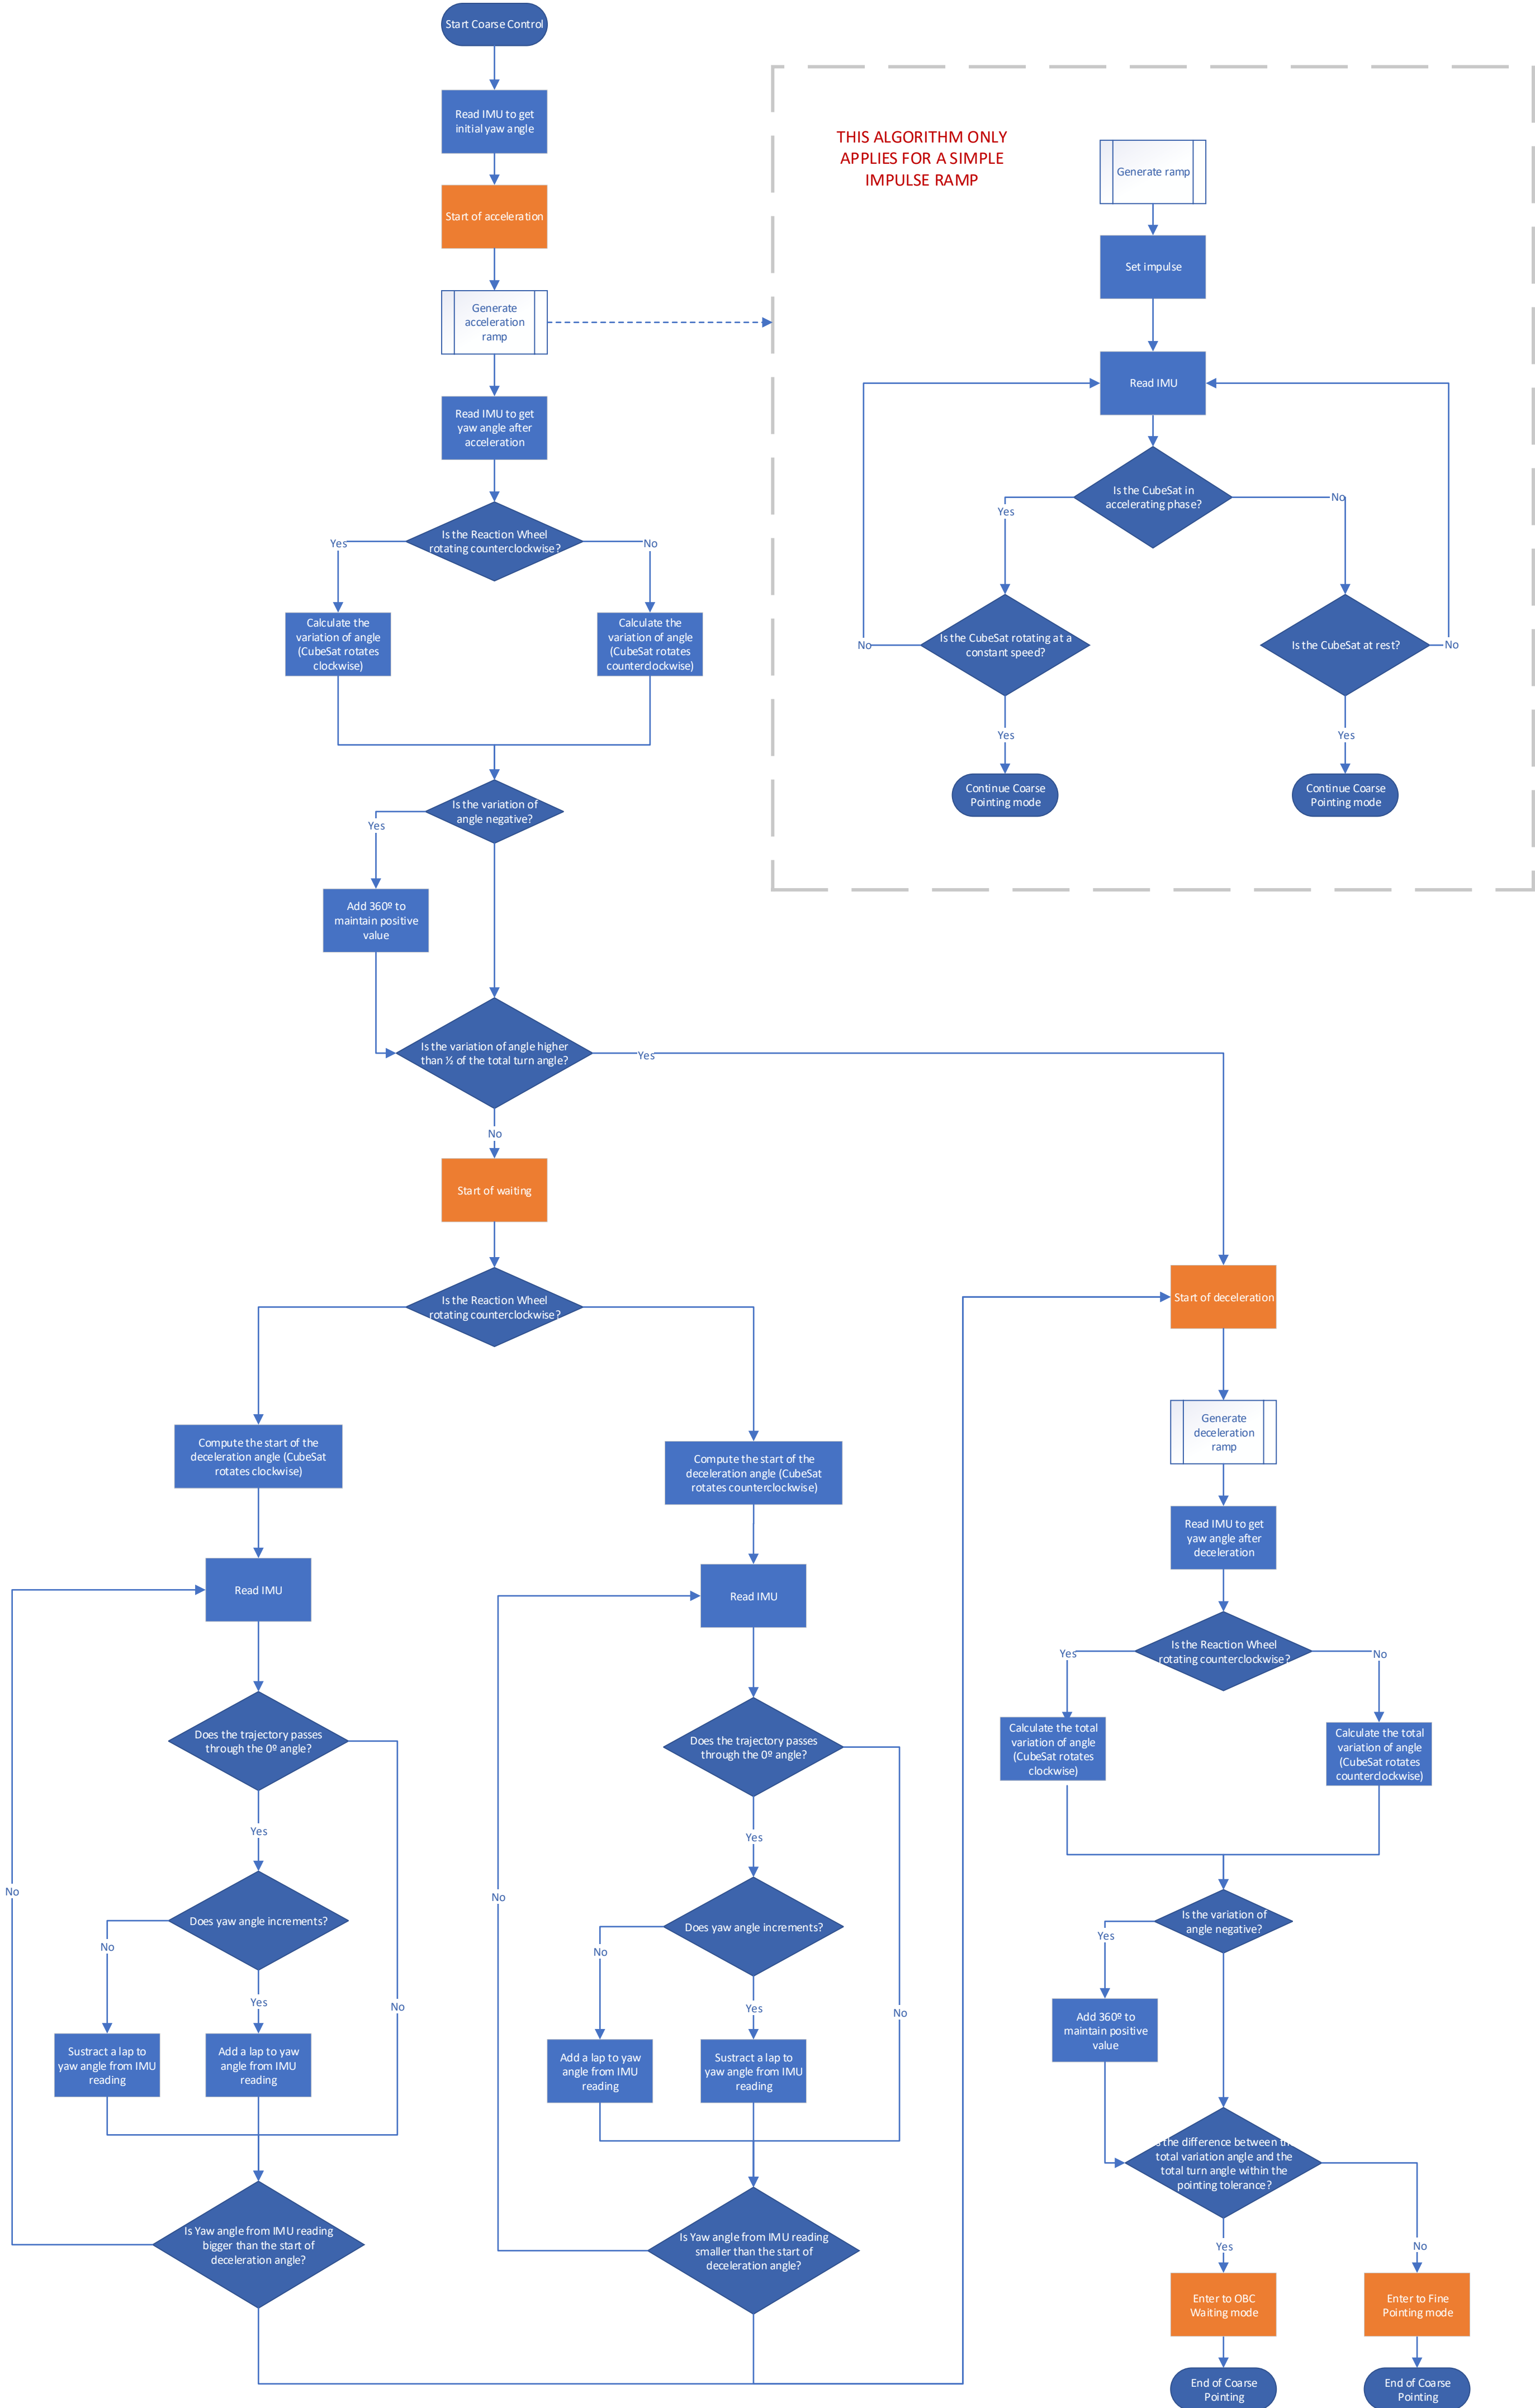 Start Coarse Control
Read IMU to get
initial yaw angle
Start of acceleration
Generate
acceleration
ramp
Read IMU to get
yaw angle after
acceleration
Is the Reaction Wheel
rotating counterclockwise?
Yes
No
Calculate the
variation of angle
(CubeSat rotates
clockwise)
Calculate the
variation of angle
(CubeSat rotates
counterclockwise)
Is the variation of
angle negative?
Yes
Add 360º to
maintain positive
value
Is the variation of angle higher
than ½ of the total turn angle?
Yes
No
Start of waiting
THIS ALGORITHM ONLY
APPLIES FOR A SIMPLE
IMPULSE RAMP
Generate ramp
Set impulse
Read IMU
Is the CubeSat in
accelerating phase?
Yes
No
Is the CubeSat rotating at a
constant speed?
No
Is the CubeSat at rest?
No
Yes
Yes
Continue Coarse
Pointing mode
Continue Coarse
Pointing mode
Is the Reaction Wheel
rotating counterclockwise?
Compute the start of the
deceleration angle (CubeSat
rotates clockwise)
Read IMU
Does the trajectory passes
through the 0º angle?
Yes
No
Does yaw angle increments?
No
Yes
No
Sustract a lap to
yaw angle from IMU
reading
Add a lap to yaw
angle from IMU
reading
Is Yaw angle from IMU reading
bigger than the start of
deceleration angle?
Compute the start of the
deceleration angle (CubeSat
rotates counterclockwise)
Read IMU
Does the trajectory passes
through the 0º angle?
Yes
No
Does yaw angle increments?
No
Yes
No
Add a lap to yaw
angle from IMU
reading
Sustract a lap to
yaw angle from IMU
reading
Is Yaw angle from IMU reading
smaller than the start of
deceleration angle?
Start of deceleration
Generate
deceleration
ramp
Read IMU to get
yaw angle after
deceleration
Is the Reaction Wheel
rotating counterclockwise?
Yes
No
Calculate the total
variation of angle
(CubeSat rotates
clockwise)
Calculate the total
variation of angle
(CubeSat rotates
counterclockwise)
Is the variation of
angle negative?
Yes
Add 360º to
maintain positive
value
the difference between
total variation angle and the
total turn angle within the
pointing tolerance?
Yes
No
Enter to OBC
Waiting mode
Enter to Fine
Pointing mode
End of Coarse
Pointing
End of Coarse
Pointing